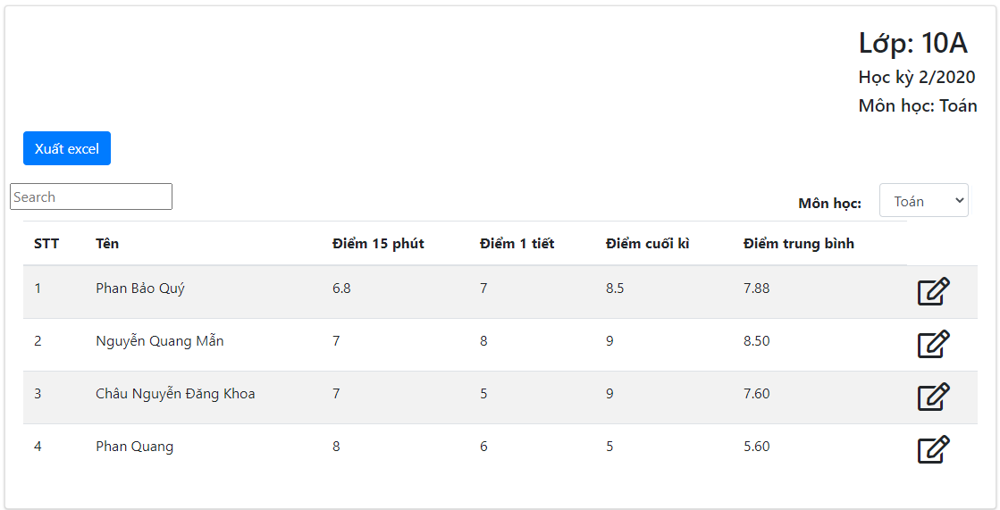 Lớp: 10A
Học kỳ 2/2020
Môn học: Toán
Xuất excel
Search
Môn học: Toán
STT Tên Điểm 15 phút Điểm 1 tiết Điểm cuối kì Điểm trung bình
1 Phan Bảo Quý 6.8 7 8.5 7.88
2 Nguyễn Quang Mẫn 7 8 9 8.50
3 Châu Nguyễn Đăng Khoa 7 5 9 7.60
4 Phan Quang 8 6 5 5.60